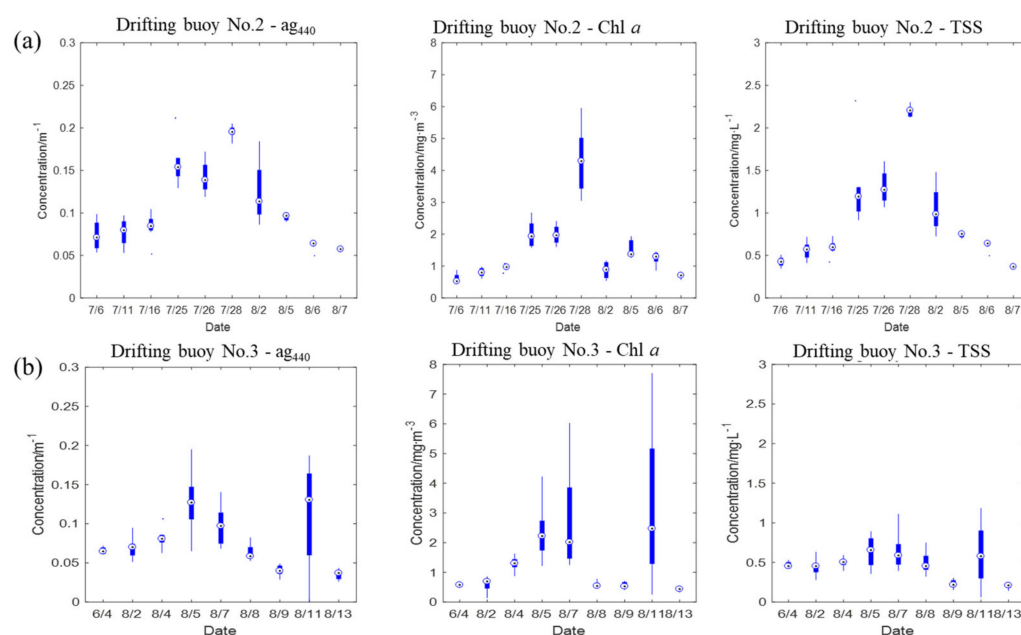 (a)
Drifting buoy No.2 - ag440
Concentration/m-1
0.3
0.25
0.2
0.15
0.1
0.05
0
7/6 7/11 7/16 7/25 7/26 7/28 8/2 8/5 8/6 8/7
Date
Drifting buoy No.2 - Chl a
Concentration/mg·m-3
8
7
6
5
4
3
2
1
0
7/6 7/11 7/16 7/25 7/26 7/28 8/2 8/5 8/6 8/7
Date
Drifting buoy No.2 - TSS
Concentration/mg·L-1
3
2.5
2
1.5
1
0.5
0
7/6 7/11 7/16 7/25 7/26 7/28 8/2 8/5 8/6 8/7
Date
(b)
Drifting buoy No.3 - ag440
Concentration/m-1
0.3
0.25
0.2
0.15
0.1
0.05
0
6/4 8/2 8/4 8/5 8/7 8/8 8/9 8/11 8/13
Date
Drifting buoy No.3 - Chl a
Concentration/mg·m-3
8
7
6
5
4
3
2
1
0
6/4 8/2 8/4 8/5 8/7 8/8 8/9 8/118/13
Date
Drifting buoy No.3 - TSS
Concentration/mg·L-1
3
2.5
2
1.5
1
0.5
0
6/4 8/2 8/4 8/5 8/7 8/8 8/9 8/118/13
Date